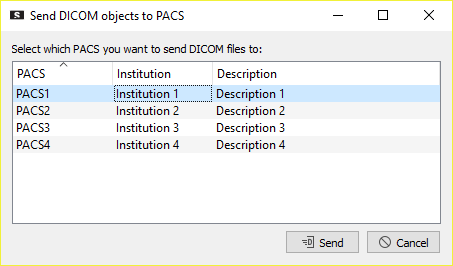 S Send DICOM objects to PACS
Select which PACS you want to send DICOM files to:
PACS Institution Description
PACS1 Institution 1 Description 1
PACS2 Institution 2 Description 2
PACS3 Institution 3 Description 3
PACS4 Institution 4 Description 4
Send Cancel